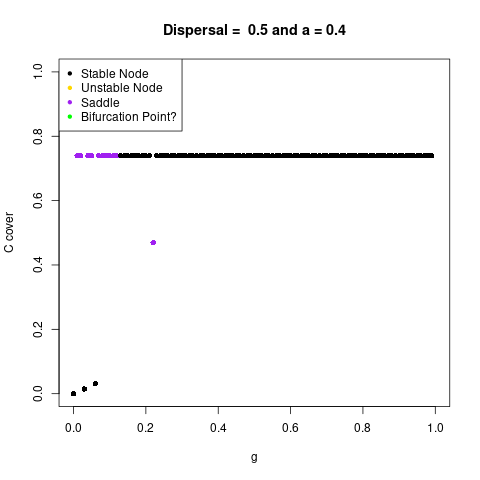 Dispersal =  0.5 and a = 0.4
Stable Node
Unstable Node
Saddle
Bifurcation Point?
C cover
1.0
0.8
0.6
0.4
0.2
0.0
0.0 0.2 0.4 0.6 0.8 1.0
g